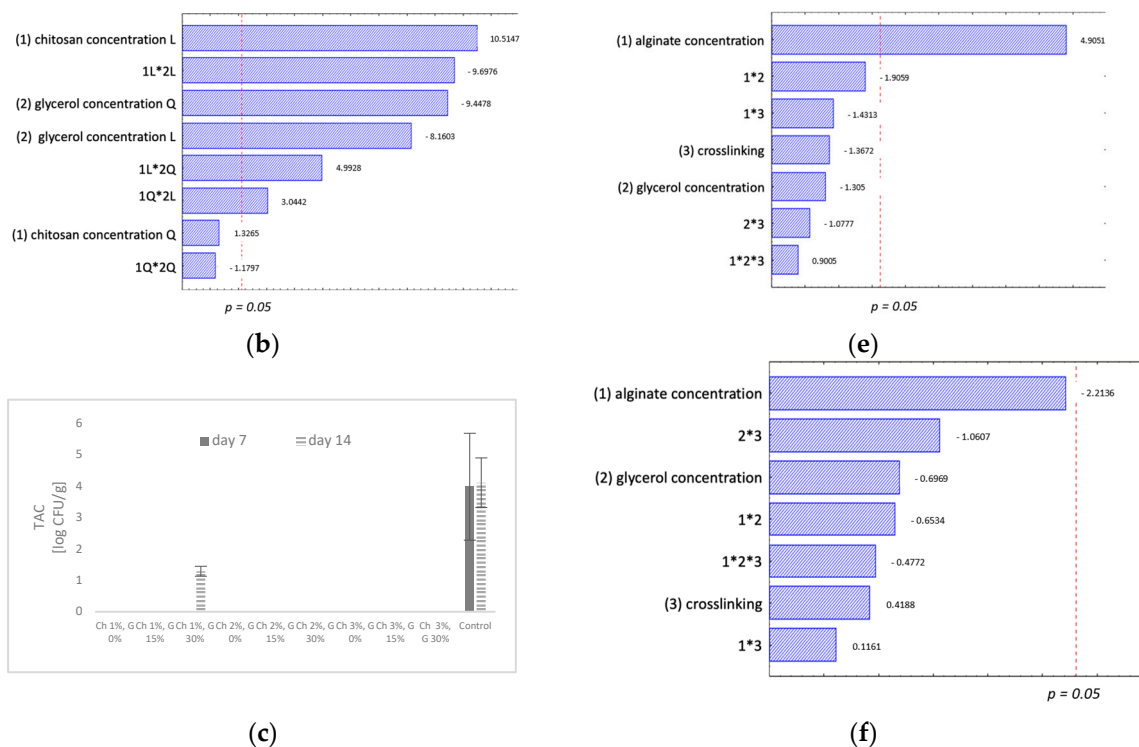 (1) chitosan concentration L
10.5147
1L*2L
- 9.6976
(2) glycerol concentration Q
- 9.4478
(2) glycerol concentration L
- 8.1603
1L*2Q
4.9928
1Q*2L
3.0442
(1) chitosan concentration Q
1.3265
1Q*2Q
- 1.1797
p = 0.05
(b)
(1) alginate concentration
4.9051
1*2
- 1.9059
1*3
- 1.4313
(3) crosslinking
- 1.3672
(2) glycerol concentration
- 1.305
2*3
- 1.0777
1*2*3
0.9005
p = 0.05
(e)
6
5
4
3
2
1
0
TAC
[log CFU/g]
day 7
day 14
Ch 1%, G Ch 1%, G Ch 1%, G Ch 2%, G Ch 2%, G Ch 2%, G Ch 3%, G Ch 3%, G Ch 3%, Control
0% 15% 30% 0% 15% 30% 0% 15% G 30%
(c)
(1) alginate concentration
- 2.2136
2*3
- 1.0607
(2) glycerol concentration
- 0.6969
1*2
- 0.6534
1*2*3
- 0.4772
(3) crosslinking
0.4188
1*3
0.1161
p = 0.05
(f)